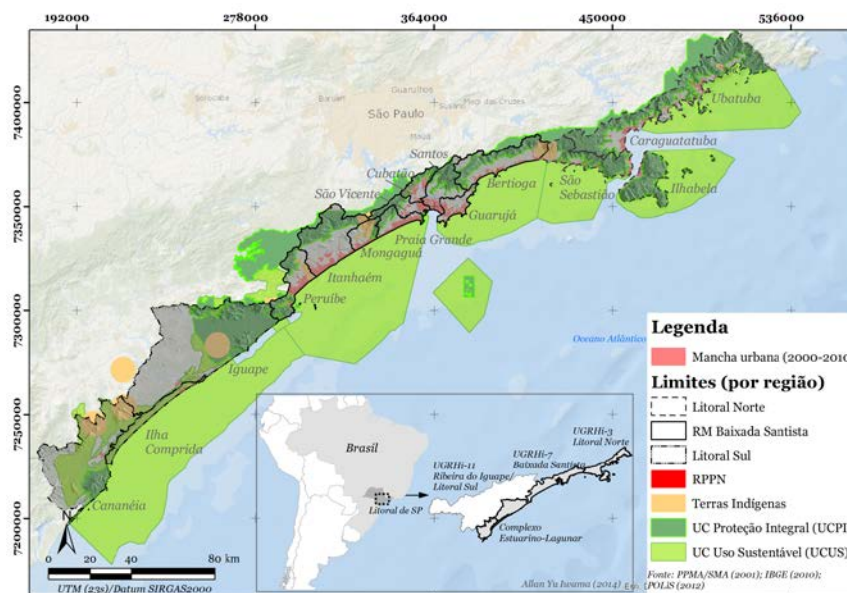 192000 278000 364000 450000 536000
7400000
7350000
7300000
7250000
7200000
Guarulhos
Sorocaba
Barueri
Suzano
Mogi das Cruzes
São Paulo
Mauá
Ubatuba
Caraguatatuba
Santos
Cubatão
Bertioga
São Sebastião
Ilhabela
São Vicente
Guarujá
Praia Grande
Mongaguá
Itanhaém
Peruíbe
Iguape
Ilha Comprida
Cananéia
Oceano Atlântico
N
0 20 40 80 km
UTM (23s)/Datum SIRGAS2000
Brasil
Litoral de SP
UGRHi-3
Litoral Norte
UGRHi-7
Baixada Santista
UGRHi-11
Ribeira do Iguape/
Litoral Sul
Complexo
Estuarino-Lagunar
Allan Yu Iwama (2014)
Legenda
Mancha urbana (2000-2010
Limites (por região)
Litoral Norte
RM Baixada Santista
Litoral Sul
RPPN
Terras Indígenas
UC Proteção Integral (UCPI
UC Uso Sustentável (UCUS)
Fonte: PPMA/SMA (2001); IBGE (2010);
POLIS (2012)